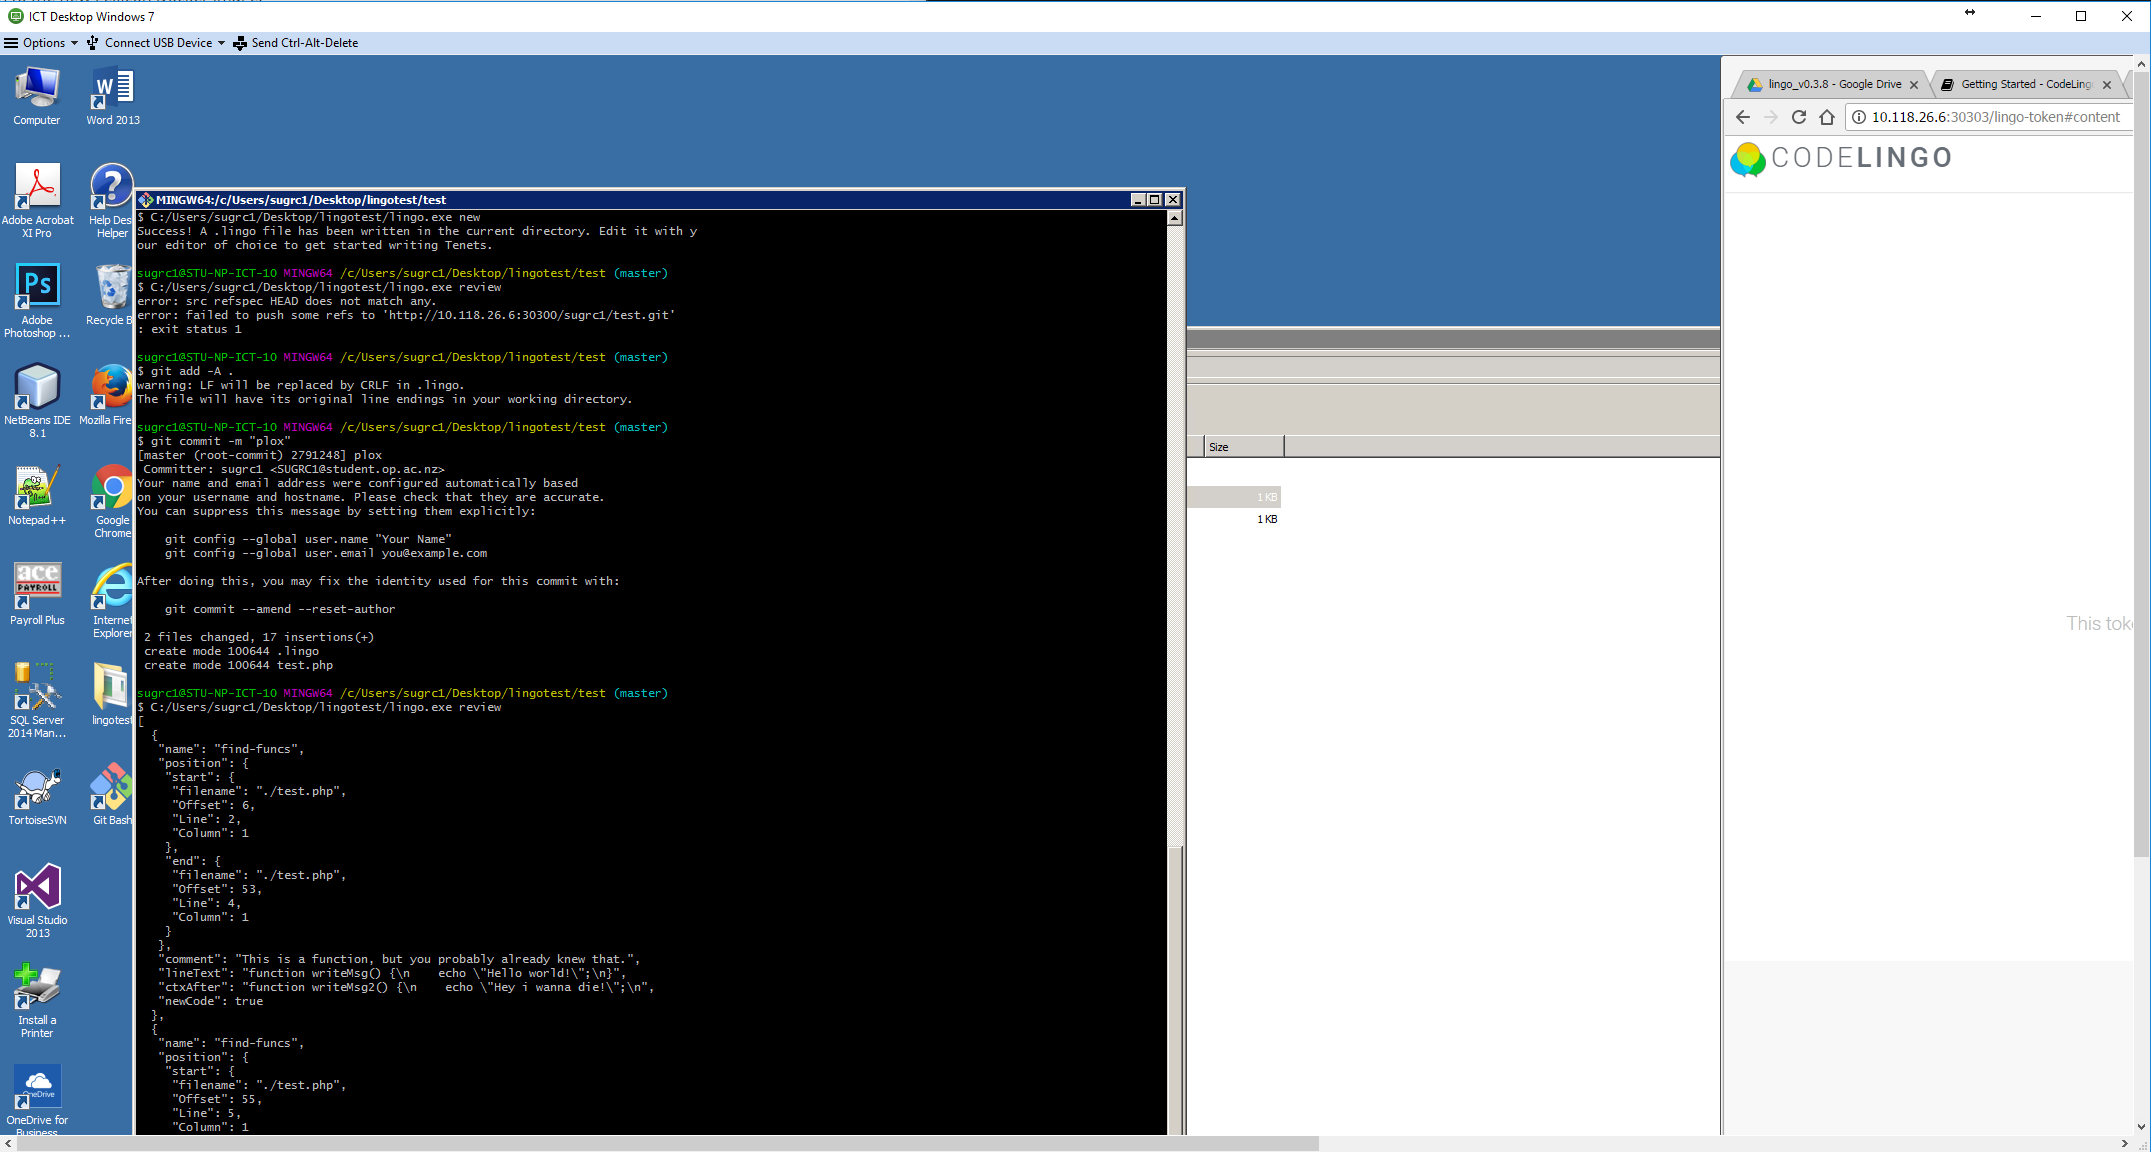 ICT Desktop Windows 7
Options
Connect USB Device
Send Ctrl-Alt-Delete
Computer
Word 2013
Adobe Acrobat
XI Pro
Help Des
Helper
Ps
Adobe
Photoshop ...
Recycle B
NetBeans IDE
8.1
Mozilla Fire
Notepad++
Google
Chrome
ace
PAYROLL
Payroll Plus
Internet
Explorer
SQL Server
2014 Man...
lingotest
TortoiseSVN
Git Bash
Visual Studio
2013
Install a
Printer
OneDrive
OneDrive for
Business
MINGW64:/c/Users/sugrc1/Desktop/lingotest/test
$ C:/Users/sugrc1/Desktop/lingotest/lingo.exe new
Success! A .lingo file has been written in the current directory. Edit it with y
our editor of choice to get started writing Tenets.
sugrc1@STU-NP-ICT-10 MINGW64 /c/Users/sugrc1/Desktop/lingotest/test (master)
$ C:/Users/sugrc1/Desktop/lingotest/lingo.exe review
error: src refspec HEAD does not match any.
error: failed to push some refs to 'http://10.118.26.6:30300/sugrc1/test.git'
: exit status 1
sugrc1@STU-NP-ICT-10 MINGW64 /c/Users/sugrc1/Desktop/lingotest/test (master)
$ git add -A .
warning: LF will be replaced by CRLF in .lingo.
The file will have its original line endings in your working directory.
sugrc1@STU-NP-ICT-10 MINGW64 /c/Users/sugrc1/Desktop/lingotest/test (master)
$ git commit -m "plox"
[master (root-commit) 2791248] plox
Committer: sugrc1 <SUGRC1@student.op.ac.nz>
Your name and email address were configured automatically based
on your username and hostname. Please check that they are accurate.
You can suppress this message by setting them explicitly:
git config --global user.name "Your Name"
git config --global user.email you@example.com
After doing this, you may fix the identity used for this commit with:
git commit --amend --reset-author
2 files changed, 17 insertions(+)
create mode 100644 .lingo
create mode 100644 test.php
sugrc1@STU-NP-ICT-10 MINGW64 /c/Users/sugrc1/Desktop/lingotest/test (master)
$ C:/Users/sugrc1/Desktop/lingotest/lingo.exe review
[
{
"name": "find-funcs",
"position": {
"start": {
"filename": "./test.php",
"Offset": 6,
"Line": 2,
"Column": 1
},
"end": {
"filename": "./test.php",
"Offset": 53,
"Line": 4,
"Column": 1
}
},
"comment": "This is a function, but you probably already knew that.",
"lineText": "function writeMsg() {\n    echo \"Hello world!\";\n}",
"ctxAfter": "function writeMsg2() {\n    echo \"Hey i wanna die!\";\n",
"newCode": true
},
{
"name": "find-funcs",
"position": {
"start": {
"filename": "./test.php",
"Offset": 55,
"Line": 5,
"Column": 1
Size
1 KB
1 KB
lingo_v0.3.8 - Google Drive
Getting Started - CodeLing
10.118.26.6:30303/lingo-token#content
CODELINGO
This tok